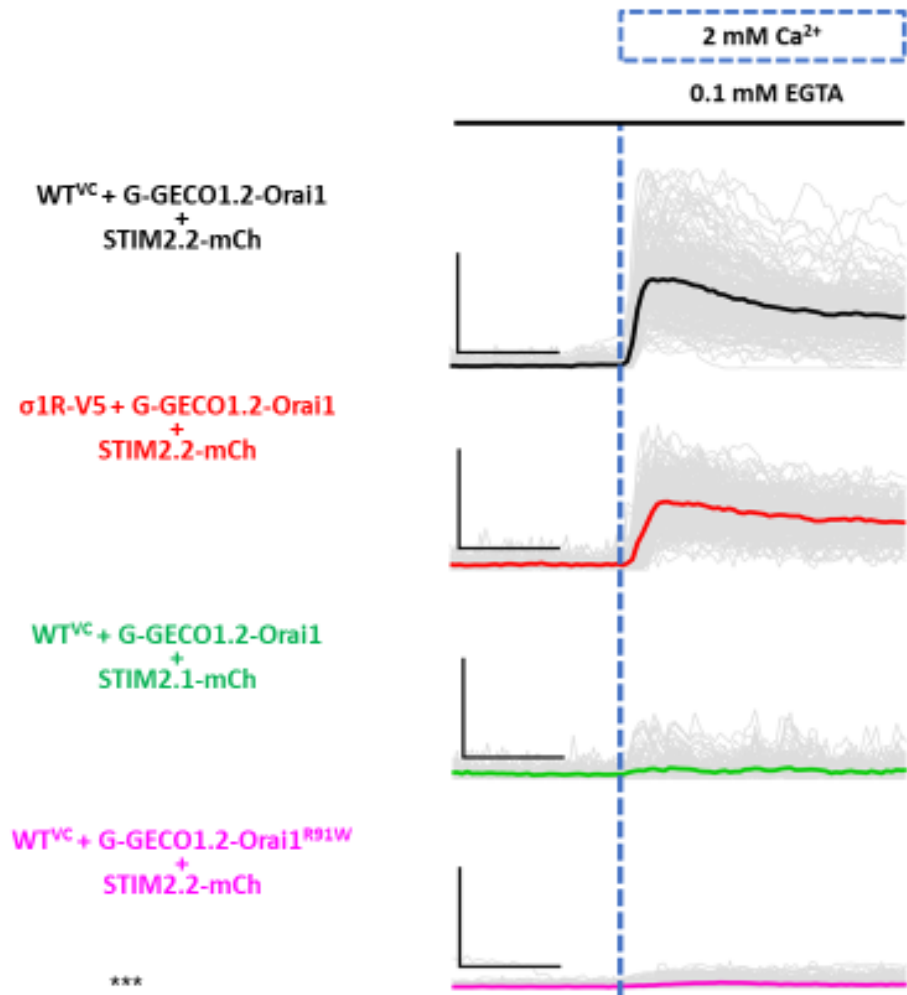 2 mM Ca²⁺
0.1 mM EGTA
WTⱽᶜ + G-GECO1.2-Orai1
+
STIM2.2-mCh
σ1R-V5 + G-GECO1.2-Orai1
+
STIM2.2-mCh
WTⱽᶜ + G-GECO1.2-Orai1
+
STIM2.1-mCh
WTⱽᶜ + G-GECO1.2-Orai1ᴿ⁹¹ᵂ
+
STIM2.2-mCh
***